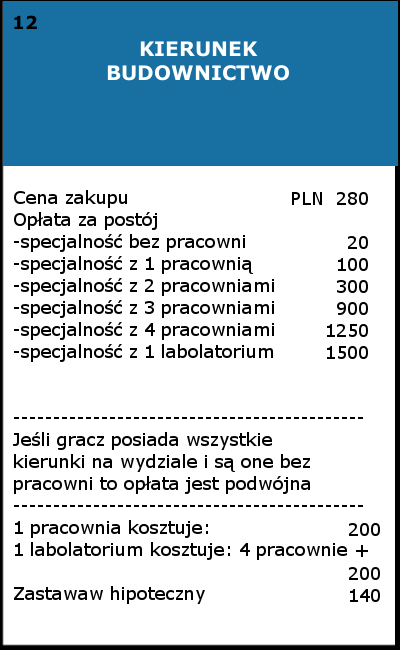 12
KIERUNEK
BUDOWNICTWO
Cena zakupu PLN 280
Opłata za postój
-specjalność bez pracowni 20
-specjalność z 1 pracownią 100
-specjalność z 2 pracowniami 300
-specjalność z 3 pracowniami 900
-specjalność z 4 pracowniami 1250
-specjalność z 1 labolatorium 1500
--------------------------------------------
Jeśli gracz posiada wszystkie
kierunki na wydziale i są one bez
pracowni to opłata jest podwójna
--------------------------------------------
1 pracownia kosztuje: 200
1 labolatorium kosztuje: 4 pracownie +
200
Zastawaw hipoteczny 140